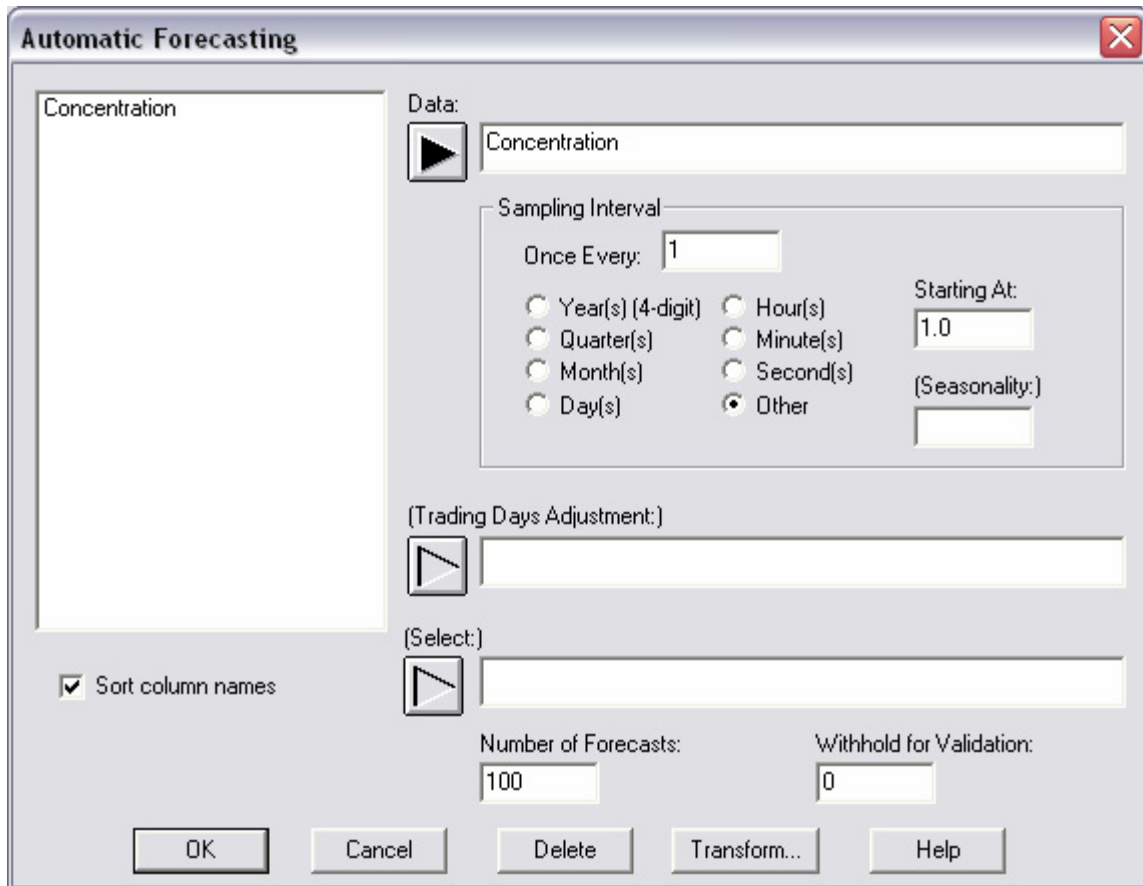 Automatic Forecasting
Concentration
Data:
Concentration
Sampling Interval
Once Every: 1
Year(s) (4-digit)
Quarter(s)
Month(s)
Day(s)
Hour(s)
Minute(s)
Second(s)
Other
Starting At:
1.0
(Seasonality:)
(Trading Days Adjustment:)
(Select:)
Sort column names
Number of Forecasts:
100
Withhold for Validation:
0
OK
Cancel
Delete
Transform...
Help